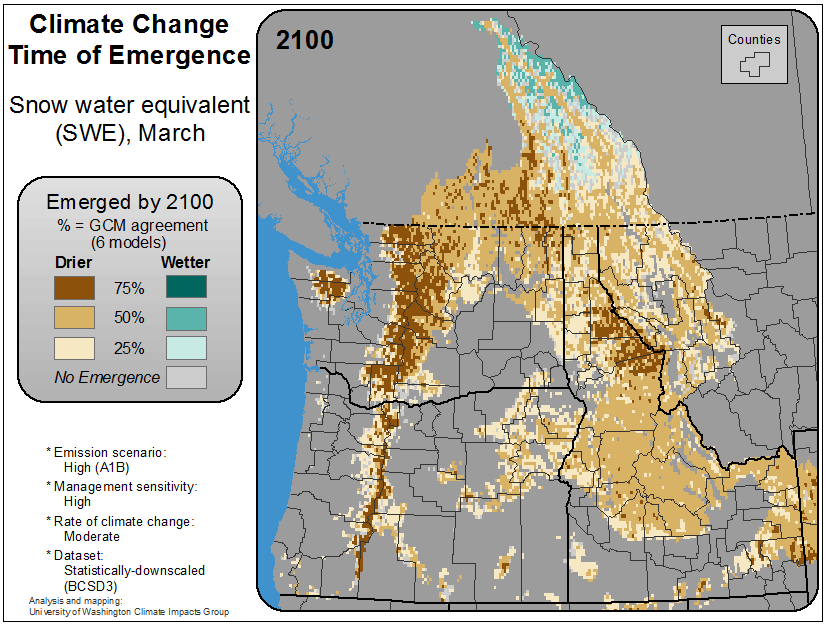 Climate Change
Time of Emergence
Snow water equivalent
(SWE), March
Emerged by 2100
% = GCM agreement
(6 models)
Drier Wetter
75%
50%
25%
No Emergence
* Emission scenario:
High (A1B)
* Management sensitivity:
High
* Rate of climate change:
Moderate
* Dataset:
Statistically-downscaled
(BCSD3)
Analysis and mapping:
University of Washington Climate Impacts Group
2100
Counties